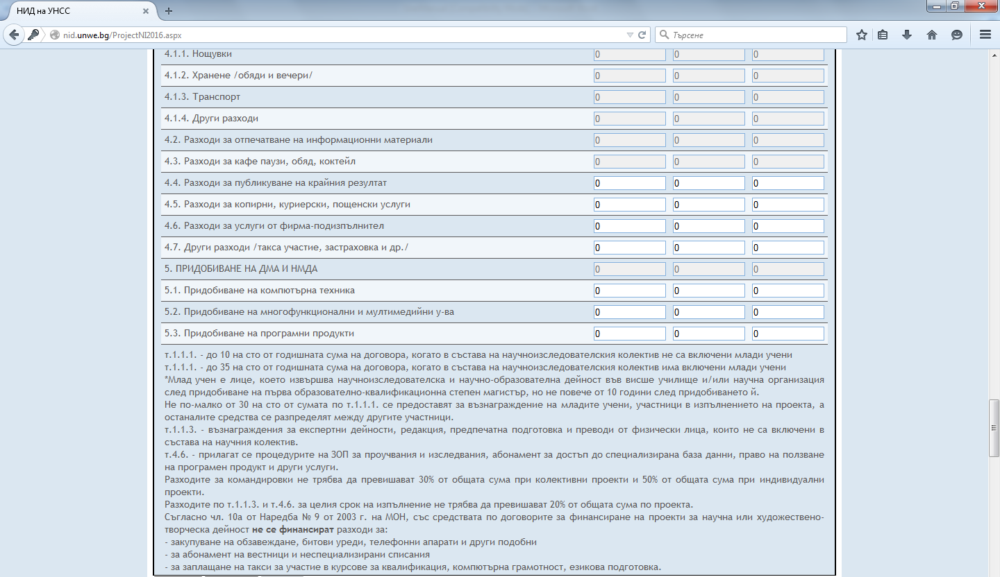 НИД на УНСС
nid.unwe.bg/ProjectNI2016.aspx
Търсене
4.1.1. Нощувки 0 0 0
4.1.2. Хранене /обяди и вечери/ 0 0 0
4.1.3. Транспорт 0 0 0
4.1.4. Други разходи 0 0 0
4.2. Разходи за отпечатване на информационни материали 0 0 0
4.3. Разходи за кафе паузи, обяд, коктейл 0 0 0
4.4. Разходи за публикуване на крайния резултат 0 0 0
4.5. Разходи за копирни, куриерски, пощенски услуги 0 0 0
4.6. Разходи за услуги от фирма-подизпълнител 0 0 0
4.7. Други разходи /такса участие, застраховка и др./ 0 0 0
5. ПРИДОБИВАНЕ НА ДМА И НМДА 0 0 0
5.1. Придобиване на компютърна техника 0 0 0
5.2. Придобиване на многофункционални и мултимедийни у-ва 0 0 0
5.3. Придобиване на програмни продукти 0 0 0
т.1.1.1. - до 10 на сто от годишната сума на договора, когато в състава на научноизследователския колектив не са включени млади учени
т.1.1.1. - до 35 на сто от годишната сума на договора, когато в състава на научноизследователския колектив има включени млади учени
*Млад учен е лице, което извършва научноизследователска и научно-образователна дейност във висше училище и/или научна организация
след придобиване на първа образователно-квалификационна степен магистър, но не повече от 10 години след придобиването ѝ.
Не по-малко от 30 на сто от сумата по т.1.1.1. се предоставят за възнаграждение на младите учени, участници в изпълнението на проекта, а
останалите средства се разпределят между другите участници.
т.1.1.3. - възнаграждения за експертни дейности, редакция, предпечатна подготовка и преводи от физически лица, които не са включени в
състава на научния колектив.
т.4.6. - прилагат се процедурите на ЗОП за проучвания и изследвания, абонамент за достъп до специализирана база данни, право на ползване
на програмен продукт и други услуги.
Разходите за командировки не трябва да превишават 30% от общата сума при колективни проекти и 50% от общата сума при индивидуални
проекти.
Разходите по т.1.1.3. и т.4.6. за целия срок на изпълнение не трябва да превишават 20% от общата сума по проекта.
Съгласно чл. 10а от Наредба № 9 от 2003 г. на МОН, със средствата по договорите за финансиране на проекти за научна или художествено-
творческа дейност не се финансират разходи за:
- закупуване на обзавеждане, битови уреди, телефонни апарати и други подобни
- за абонамент на вестници и неспециализирани списания
- за заплащане на такси за участие в курсове за квалификация, компютърна грамотност, езикова подготовка.